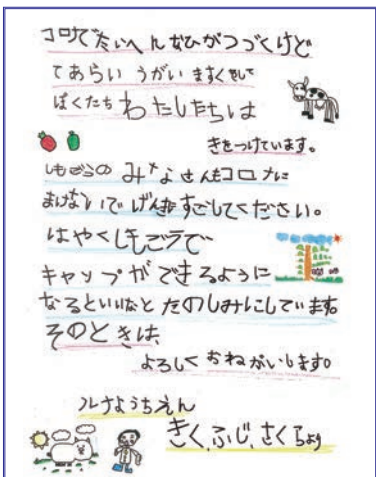 コロナでたいへんなひがつづくけど
てあらい うがい ますくをして
ぼくたち わたしたちは
きをつけています。
しもごうの みなさんもコロナに
まけないで げんきにすごしてください。
はやくしもごうで
キャンプができるように
なるといいなと たのしみにしています。
そのときは、
よろしく おねがいします。
ルナようちえん
きく、ふじ、さくらより